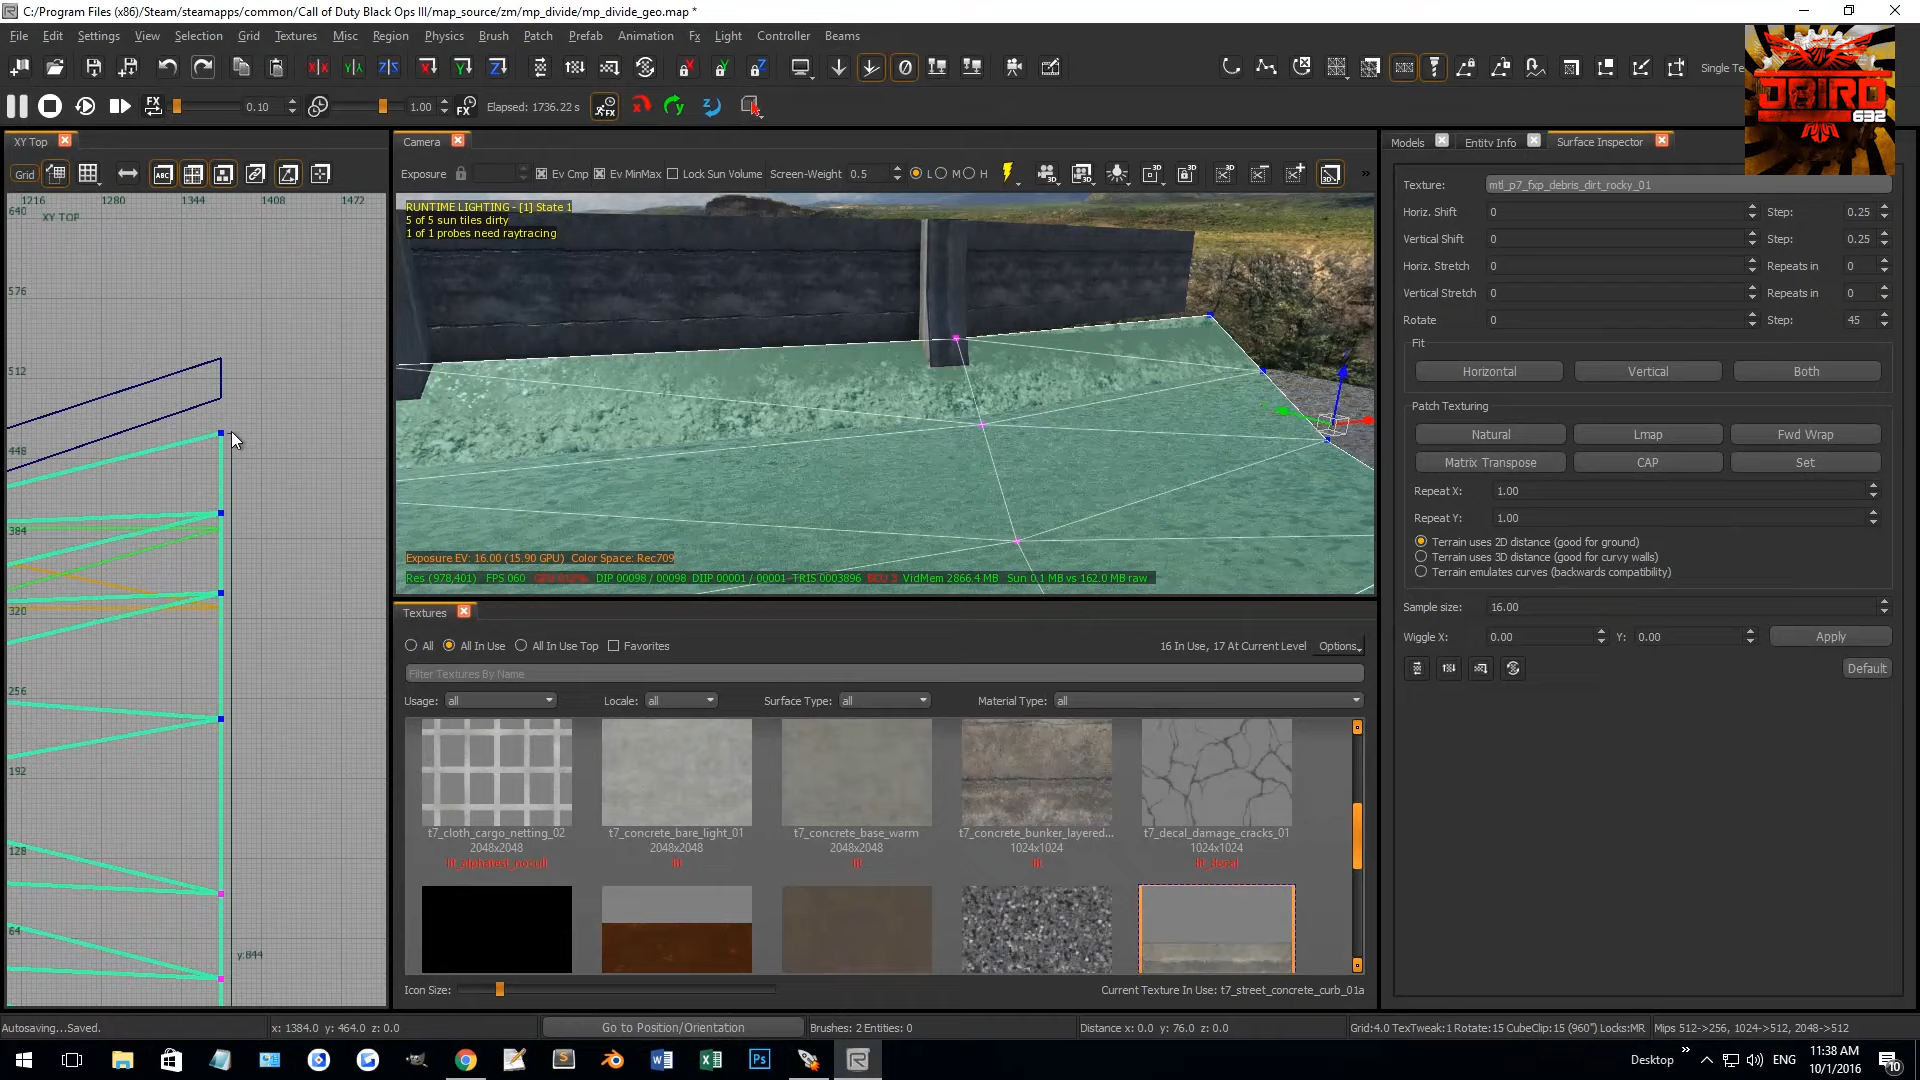 C:/Program Files (x86)/Steam/steamapps/common/Call of Duty Black Ops III/map_source/zm/mp_divide/mp_divide_geo.map *
File Edit Settings View Selection Grid Textures Misc Region Physics Brush Patch Prefab Animation Fx Light Controller Beams
Single Te
JBIRD
632
FX 0.10 1.00 FX Elapsed: 1736.22 s
XY Top
Camera
Models Entity Info Surface Inspector
Grid ABC
Exposure Ev Cmp Ev MinMax Lock Sun Volume Screen-Weight 0.5 L M H
1216 1280 1344 1408 1472
640 XY TOP
576
512
448
384
320
256
192
128
64
y:844
RUNTIME LIGHTING - [1] State 1
5 of 5 sun tiles dirty
1 of 1 probes need raytracing
Exposure EV: 16.00 (15.90 GPU) Color Space: Rec709
Res (978,401) FPS 060 DIP 00098 / 00098 DIIP 00001 / 00001 TRIS 0003896 VidMem 2866.4 MB Sun 0.1 MB vs 162.0 MB raw
Texture: mtl_p7_fxp_debris_dirt_rocky_01
Horiz. Shift 0 Step: 0.25
Vertical Shift 0 Step: 0.25
Horiz. Stretch 0 Repeats in 0
Vertical Stretch 0 Repeats in 0
Rotate 0 Step: 45
Fit
Horizontal Vertical Both
Patch Texturing
Natural Lmap Fwd Wrap
Matrix Transpose CAP Set
Repeat X: 1.00
Repeat Y: 1.00
Terrain uses 2D distance (good for ground)
Terrain uses 3D distance (good for curvy walls)
Terrain emulates curves (backwards compatibility)
Sample size: 16.00
Wiggle X: 0.00 Y: 0.00 Apply
Default
Textures
All All In Use All In Use Top Favorites 16 In Use, 17 At Current Level Options
Filter Textures By Name
Usage: all Locale: all Surface Type: all Material Type: all
t7_cloth_cargo_netting_02 t7_concrete_bare_light_01 t7_concrete_base_warm t7_concrete_bunker_layered... t7_decal_damage_cracks_01
2048x2048 2048x2048 2048x2048 1024x1024 1024x1024
lit_alphatest_nocull lit lit lit lit_decal
Icon Size: Current Texture In Use: t7_street_concrete_curb_01a
Autosaving...Saved. x: 1384.0 y: 464.0 z: 0.0 Go to Position/Orientation Brushes: 2 Entities: 0 Distance x: 0.0 y: 76.0 z: 0.0 Grid:4.0 TexTweak:1 Rotate:15 CubeClip:15 (960") Locks:MR Mips 512->256, 1024->512, 2048->512
Desktop ENG 11:38 AM
10/1/2016
10